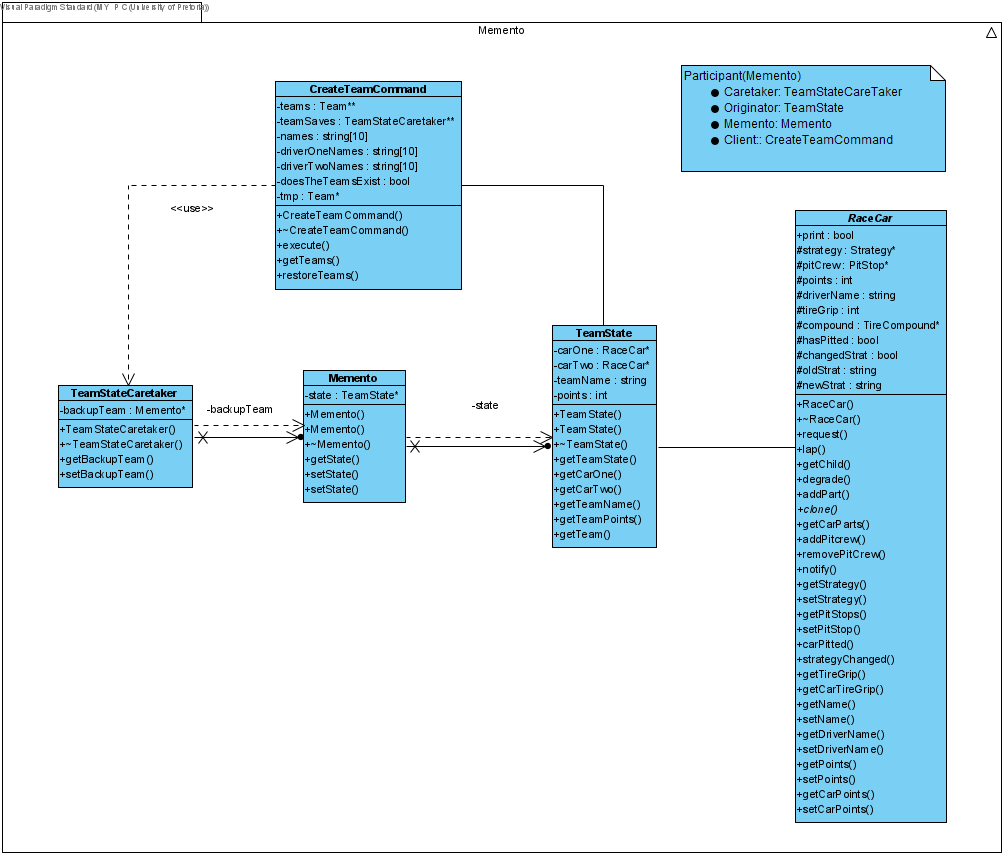 Visual Paradigm Standard (MY P C (University of Pretoria))
Memento
Participant(Memento)
● Caretaker: TeamStateCareTaker
● Originator: TeamState
● Memento: Memento
● Client:: CreateTeamCommand
CreateTeamCommand
-teams : Team**
-teamSaves : TeamStateCaretaker**
-names : string[10]
-driverOneNames : string[10]
-driverTwoNames : string[10]
-doesTheTeamsExist : bool
-tmp : Team*
+CreateTeamCommand()
+~CreateTeamCommand()
+execute()
+getTeams()
+restoreTeams()
<<use>>
TeamStateCaretaker
-backupTeam : Memento*
+TeamStateCaretaker()
+~TeamStateCaretaker()
+getBackupTeam()
+setBackupTeam()
-backupTeam
Memento
-state : TeamState*
+Memento()
+Memento()
+~Memento()
+getState()
+setState()
+setState()
-state
TeamState
-carOne : RaceCar*
-carTwo : RaceCar*
-teamName : string
-points : int
+TeamState()
+TeamState()
+~TeamState()
+getTeamState()
+getCarOne()
+getCarTwo()
+getTeamName()
+getTeamPoints()
+getTeam()
RaceCar
+print : bool
#strategy : Strategy*
#pitCrew : PitStop*
#points : int
#driverName : string
#tireGrip : int
#compound : TireCompound*
#hasPitted : bool
#changedStrat : bool
#oldStrat : string
#newStrat : string
+RaceCar()
+~RaceCar()
+request()
+lap()
+getChild()
+degrade()
+addPart()
+clone()
+getCarParts()
+addPitcrew()
+removePitCrew()
+notify()
+getStrategy()
+setStrategy()
+getPitStops()
+setPitStop()
+carPitted()
+strategyChanged()
+getTireGrip()
+getCarTireGrip()
+getName()
+setName()
+getDriverName()
+setDriverName()
+getPoints()
+setPoints()
+getCarPoints()
+setCarPoints()